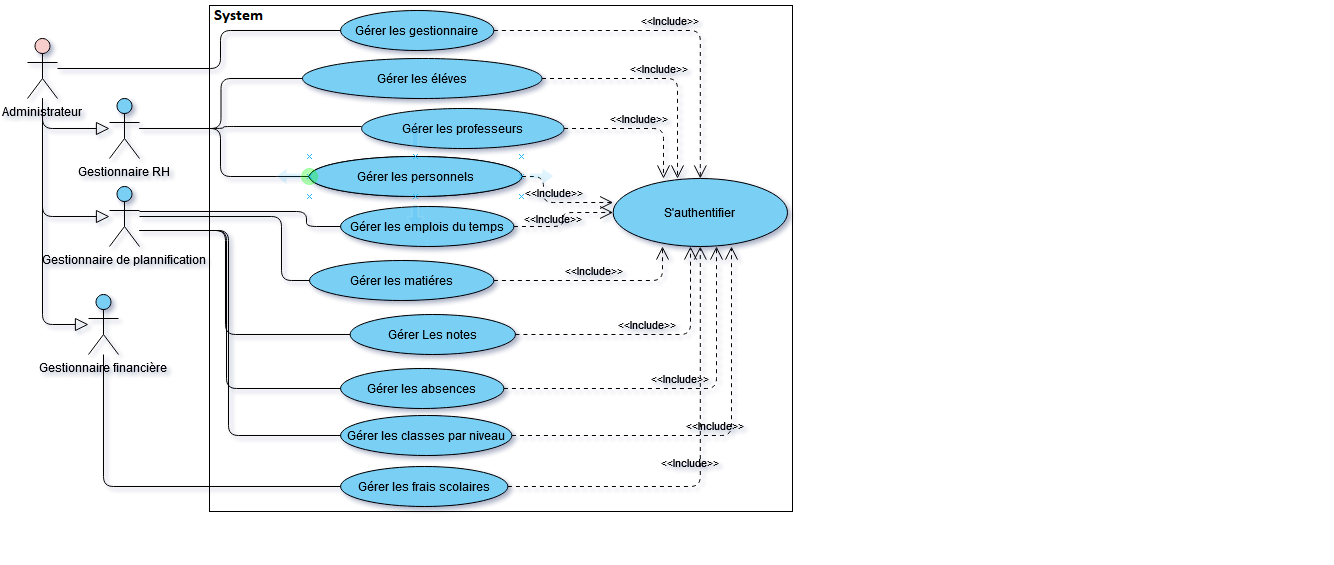 System
Gérer les gestionnaire
<<Include>>
Gérer les éléves
<<Include>>
Administrateur
Gérer les professeurs
<<Include>>
Gestionnaire RH
Gérer les personnels
<<Include>>
S'authentifier
Gérer les emplois du temps
<<Include>>
Gestionnaire de plannification
Gérer les matiéres
<<Include>>
Gérer Les notes
<<Include>>
Gestionnaire financière
Gérer les absences
<<Include>>
Gérer les classes par niveau
<<Include>>
Gérer les frais scolaires
<<Include>>